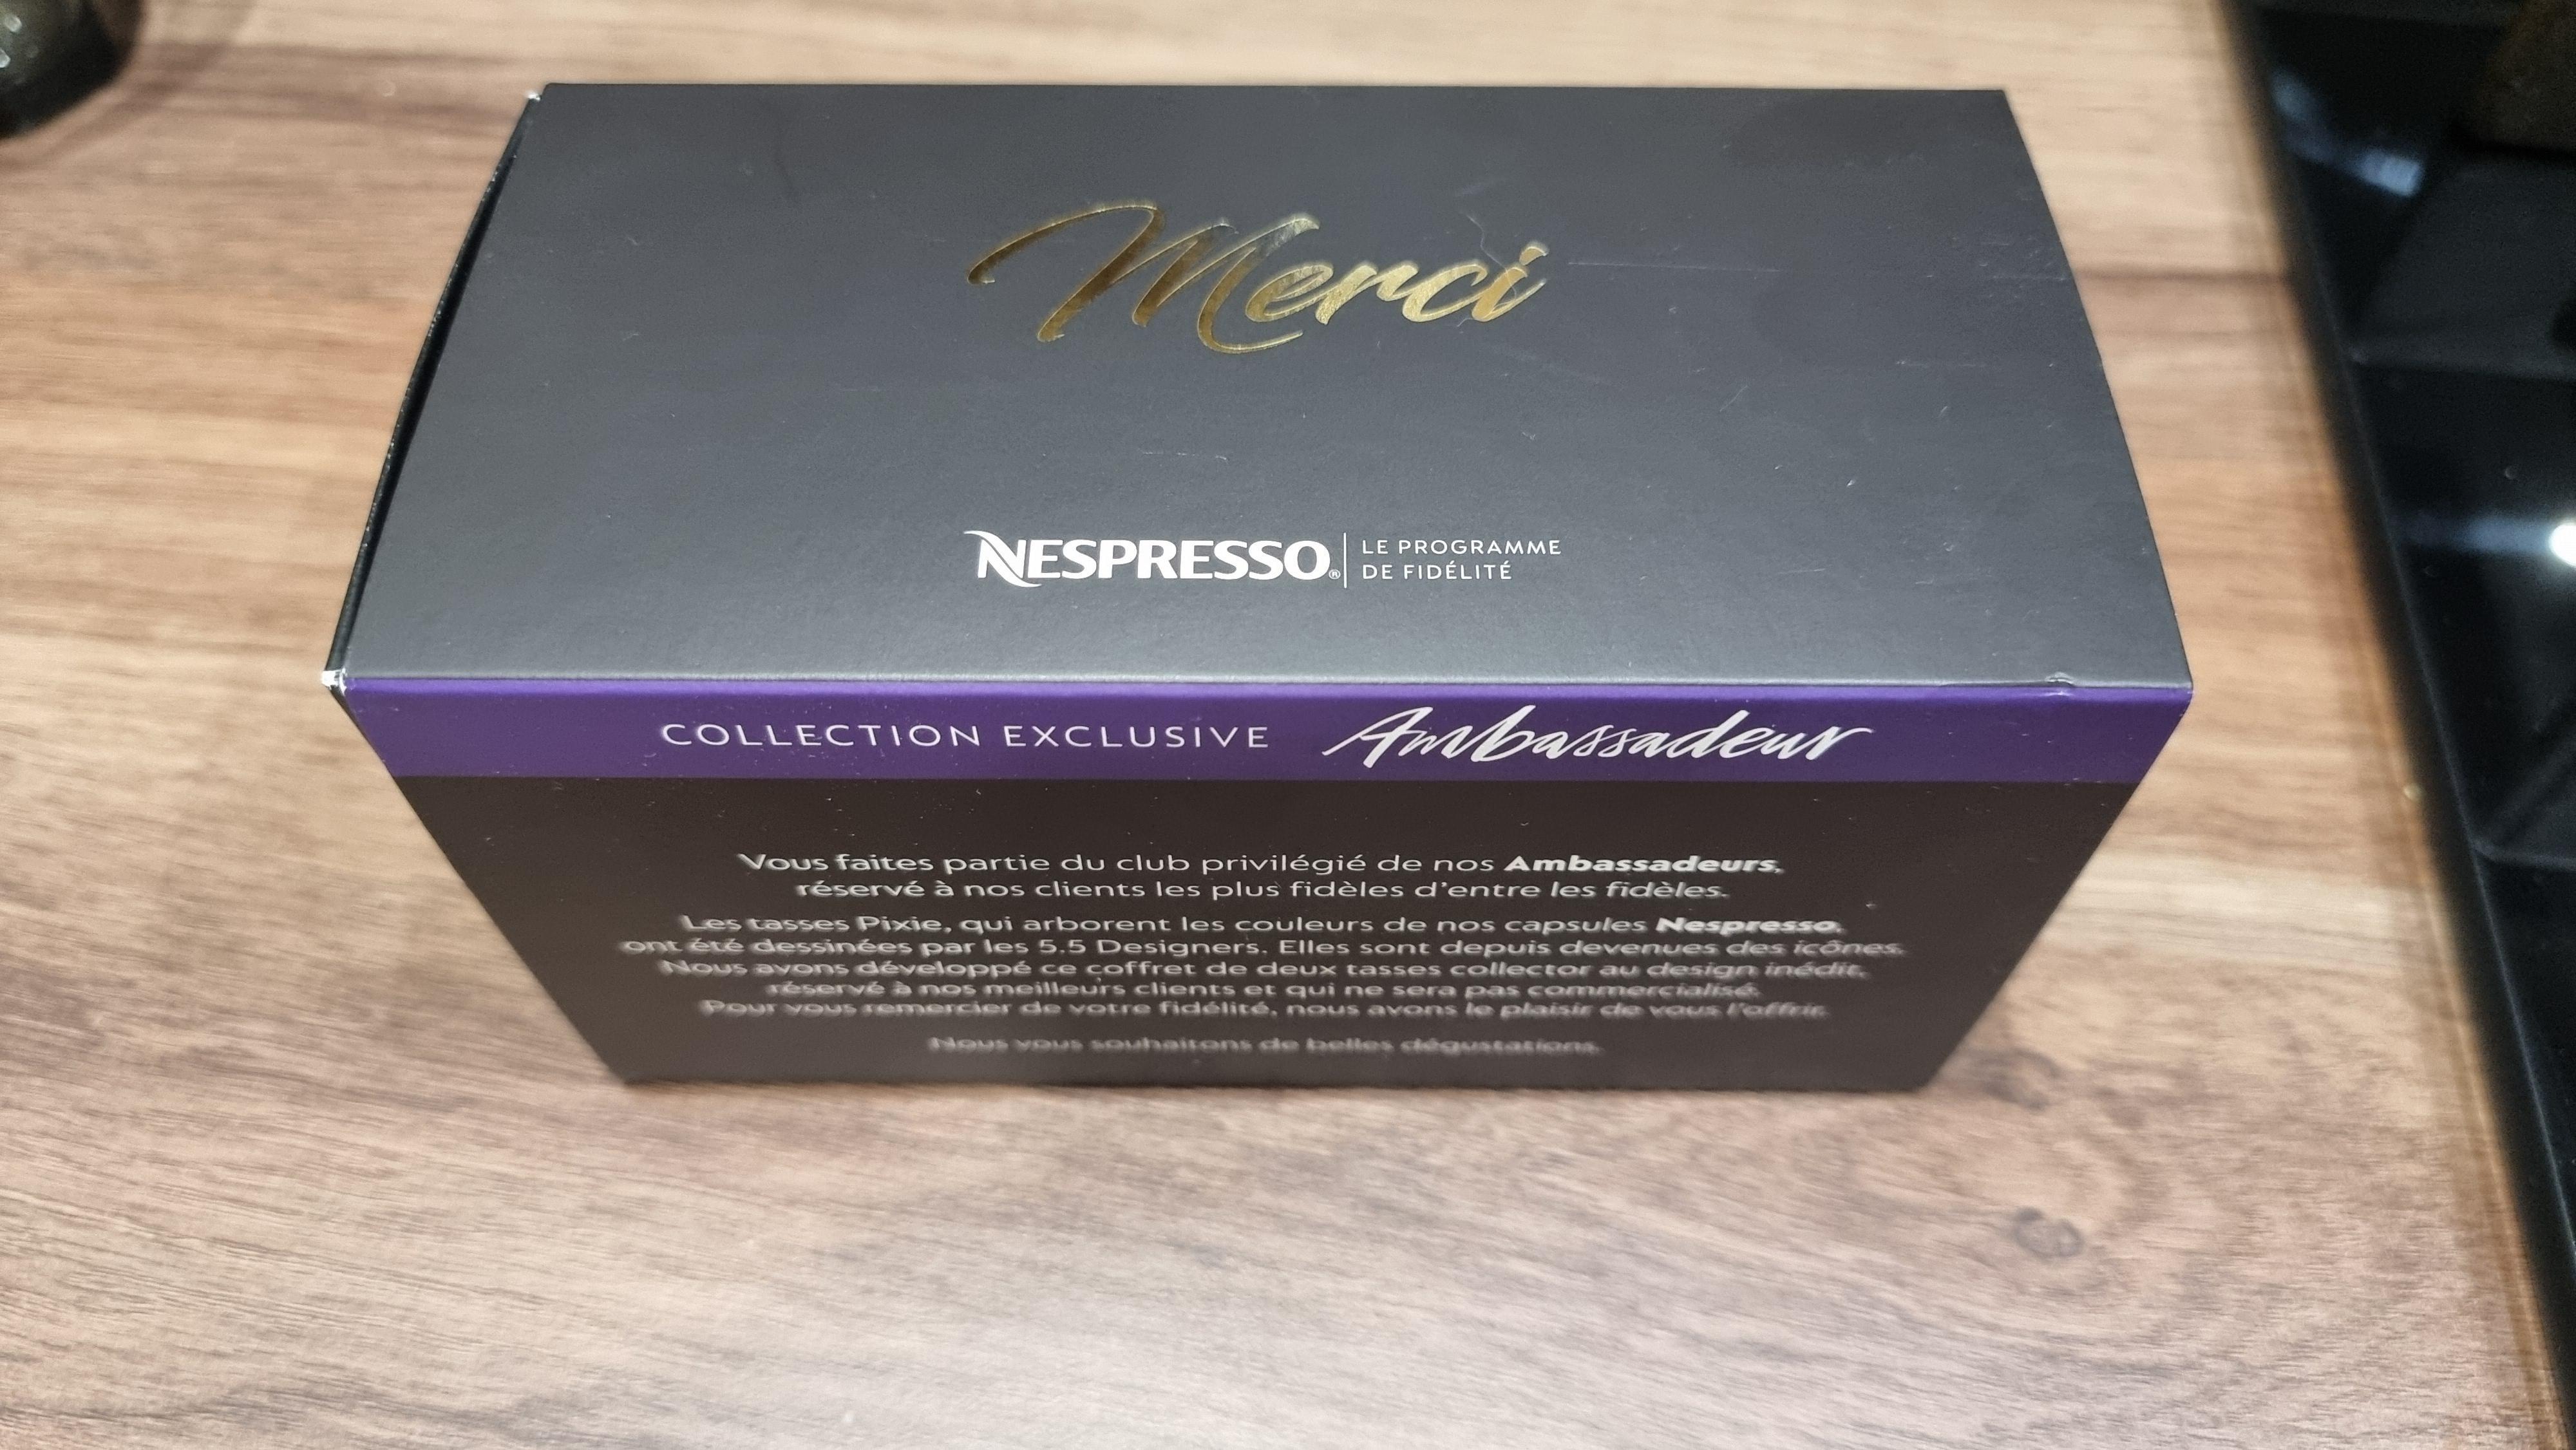 Merci
NESPRESSO® LE PROGRAMME
DE FIDÉLITÉ
COLLECTION EXCLUSIVE Ambassadeur
Vous faites partie du club privilégié de nos Ambassadeurs,
réservé à nos clients les plus fidèles d'entre les fidèles.
Les tasses Pixie, qui arborent les couleurs de nos capsules Nespresso,
ont été dessinées par les 5.5 Designers. Elles sont depuis devenues des icônes.
Nous avons développé ce coffret de deux tasses collector au design inédit,
réservé à nos meilleurs clients et qui ne sera pas commercialisé.
Pour vous remercier de votre fidélité, nous avons le plaisir de vous l'offrir.
Nous vous souhaitons de belles dégustations.